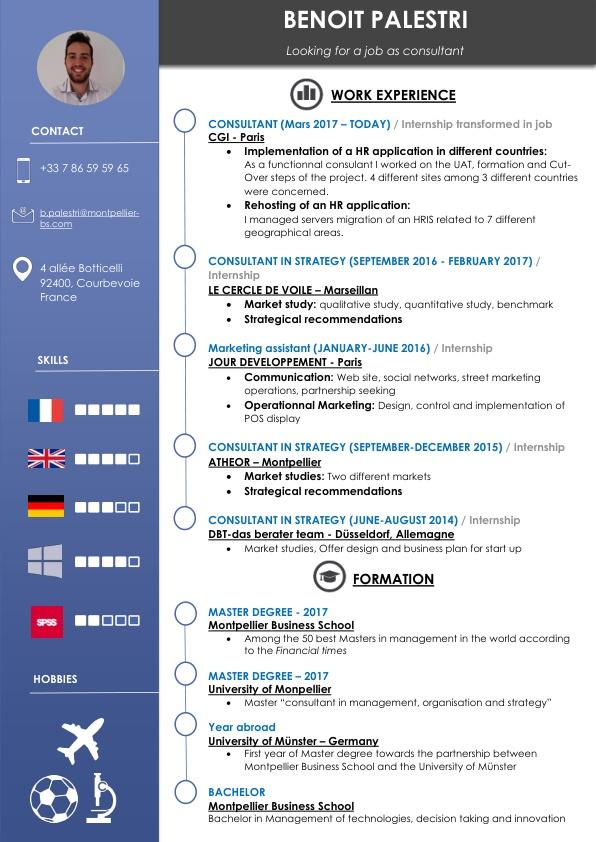 BENOIT PALESTRI
Looking for a job as consultant
CONTACT
+33 7 86 59 59 65
b.palestri@montpellier-
bs.com
4 allée Botticelli
92400, Courbevoie
France
SKILLS
SPSS
HOBBIES
WORK EXPERIENCE
CONSULTANT (Mars 2017 – TODAY) / Internship transformed in job
CGI - Paris
• Implementation of a HR application in different countries:
As a functionnal consulant I worked on the UAT, formation and Cut-
Over steps of the project. 4 different sites among 3 different countries
were concerned.
• Rehosting of an HR application:
I managed servers migration of an HRIS related to 7 different
geographical areas.
CONSULTANT IN STRATEGY (SEPTEMBER 2016 - FEBRUARY 2017) /
Internship
LE CERCLE DE VOILE – Marseillan
• Market study: qualitative study, quantitative study, benchmark
• Strategical recommendations
Marketing assistant (JANUARY-JUNE 2016) / Internship
JOUR DEVELOPPEMENT - Paris
• Communication: Web site, social networks, street marketing
operations, partnership seeking
• Operationnal Marketing: Design, control and implementation of
POS display
CONSULTANT IN STRATEGY (SEPTEMBER-DECEMBER 2015) / Internship
ATHEOR – Montpellier
• Market studies: Two different markets
• Strategical recommendations
CONSULTANT IN STRATEGY (JUNE-AUGUST 2014) / Internship
DBT-das berater team - Düsseldorf, Allemagne
• Market studies, Offer design and business plan for start up
FORMATION
MASTER DEGREE - 2017
Montpellier Business School
• Among the 50 best Masters in management in the world according
to the Financial times
MASTER DEGREE – 2017
University of Monpellier
• Master “consultant in management, organisation and strategy”
Year abroad
University of Münster – Germany
• First year of Master degree towards the partnership between
Montpellier Business School and the University of Münster
BACHELOR
Montpellier Business School
Bachelor in Management of technologies, decision taking and innovation